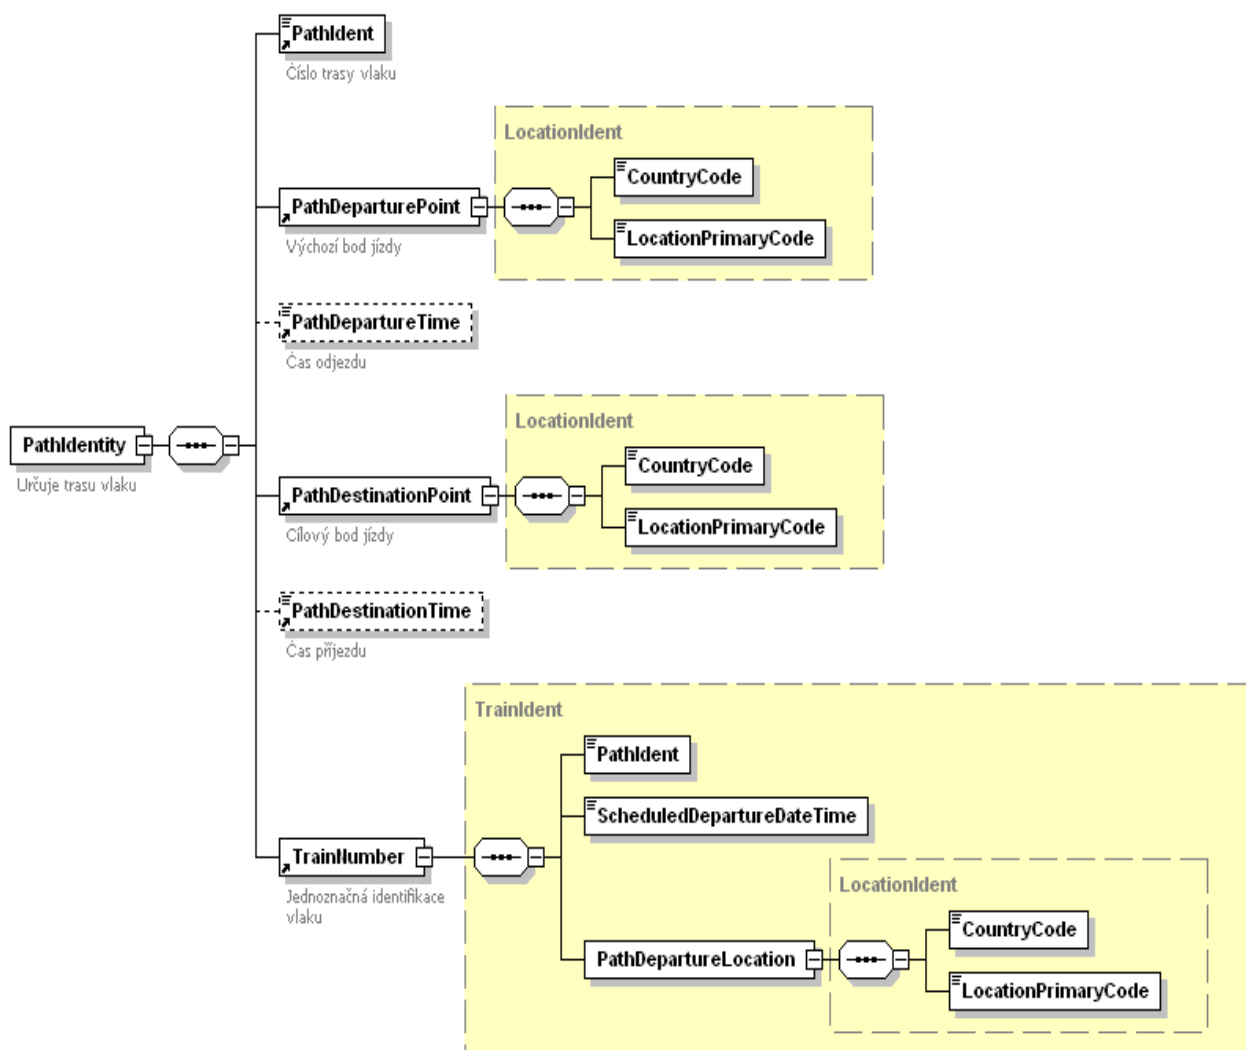 PathIdent
Číslo trasy vlaku
LocationIdent
CountryCode
PathDeparturePoint
LocationPrimaryCode
Výchozí bod jízdy
PathDepartureTime
Čas odjezdu
LocationIdent
PathIdentity
CountryCode
Určuje trasu vlaku
PathDestinationPoint
LocationPrimaryCode
Cílový bod jízdy
PathDestinationTime
Čas příjezdu
TrainIdent
PathIdent
ScheduledDepartureDateTime
TrainNumber
LocationIdent
Jednoznačná identifikace
vlaku
CountryCode
PathDepartureLocation
LocationPrimaryCode